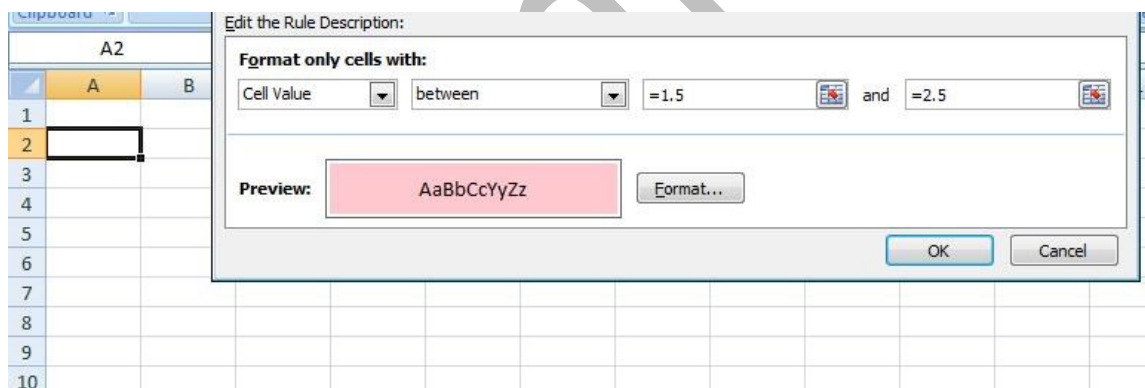 Clipboard
Edit the Rule Description:
A2
Format only cells with:
A B
Cell Value between =1.5 and =2.5
1
2
3
Preview: AaBbCcYyZz Format...
4
5
OK Cancel
6
7
8
9
10